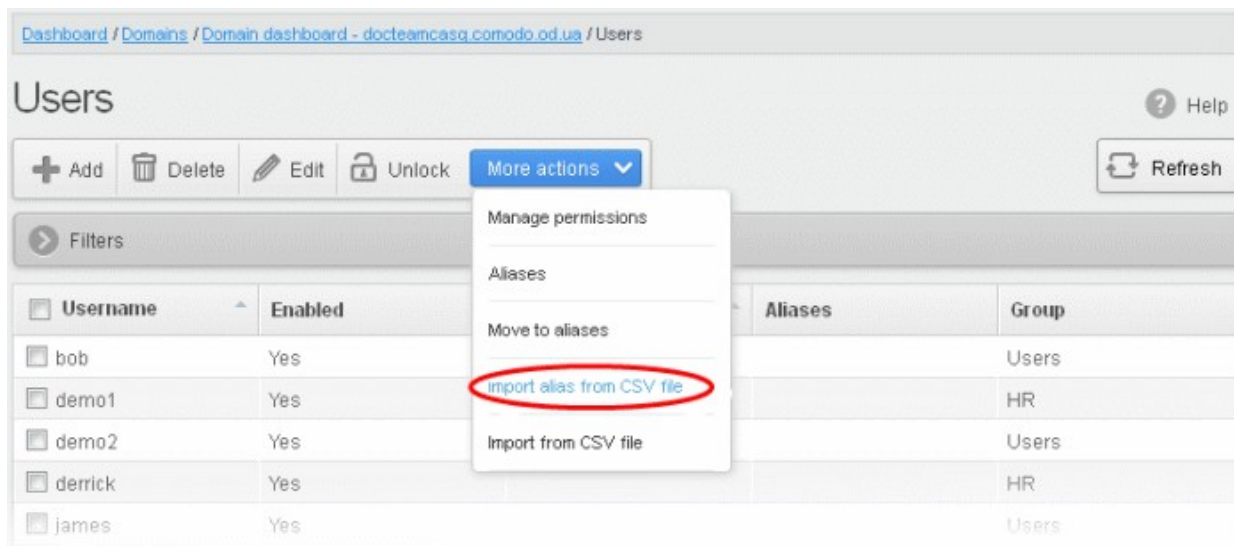 Dashboard / Domains / Domain dashboard - docteamcasq.comodo.od.ua / Users
Users
Help
Add Delete Edit Unlock More actions
Refresh
Manage permissions
Filters
Aliases
Username Enabled Aliases Group
Move to aliases
bob Yes Users
Import alias from CSV file
demo1 Yes HR
demo2 Yes Import from CSV file Users
derrick Yes HR
james Yes Users